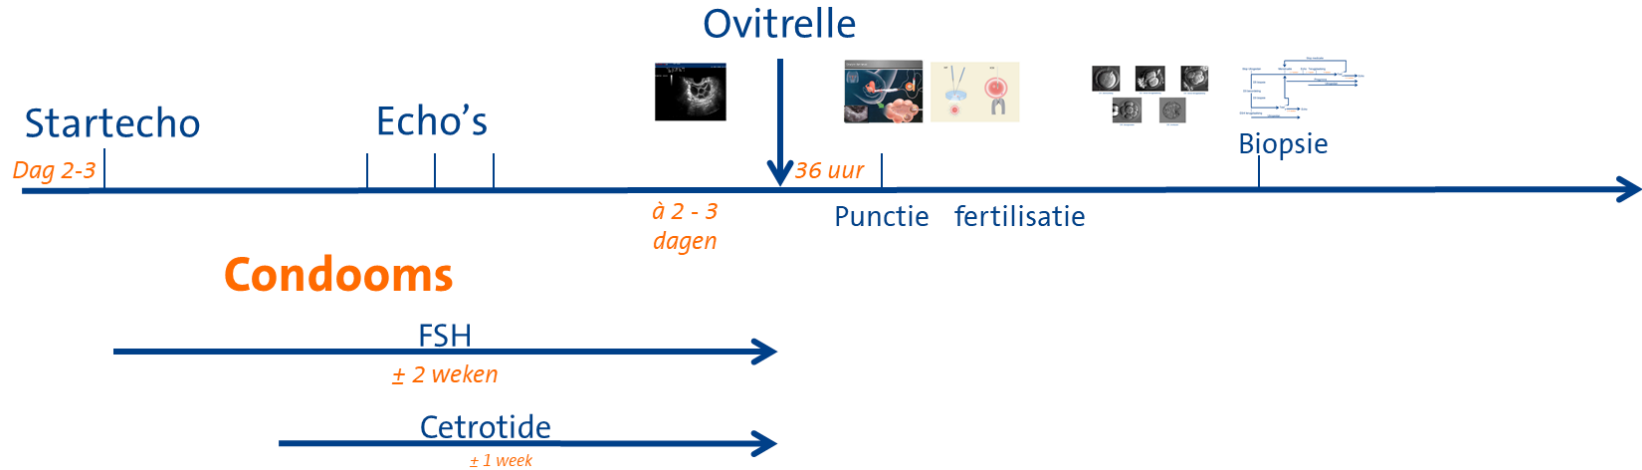 Ovitrelle
Startecho
Echo's
Biopsie
Dag 2-3
36 uur
à 2 - 3
dagen
Punctie
fertilisatie
Condooms
FSH
± 2 weken
Cetrotide
± 1 week